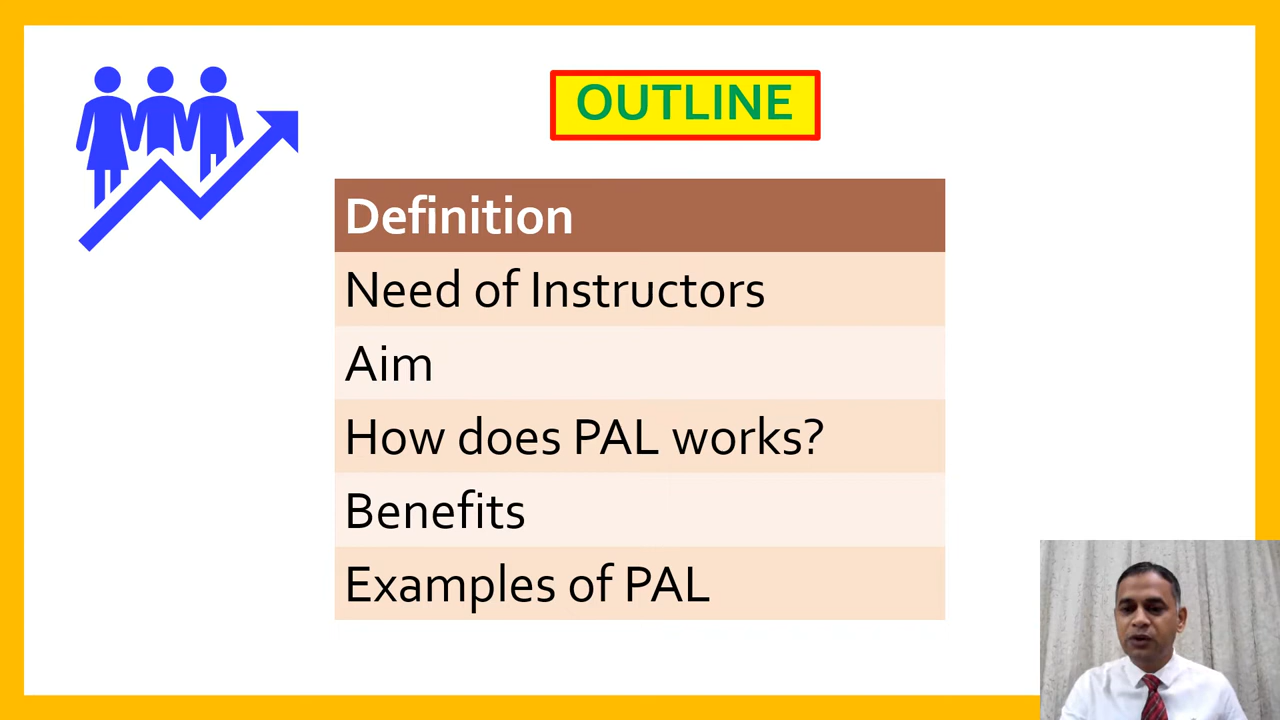 OUTLINE
Definition
Need of Instructors
Aim
How does PAL works?
Benefits
Examples of PAL